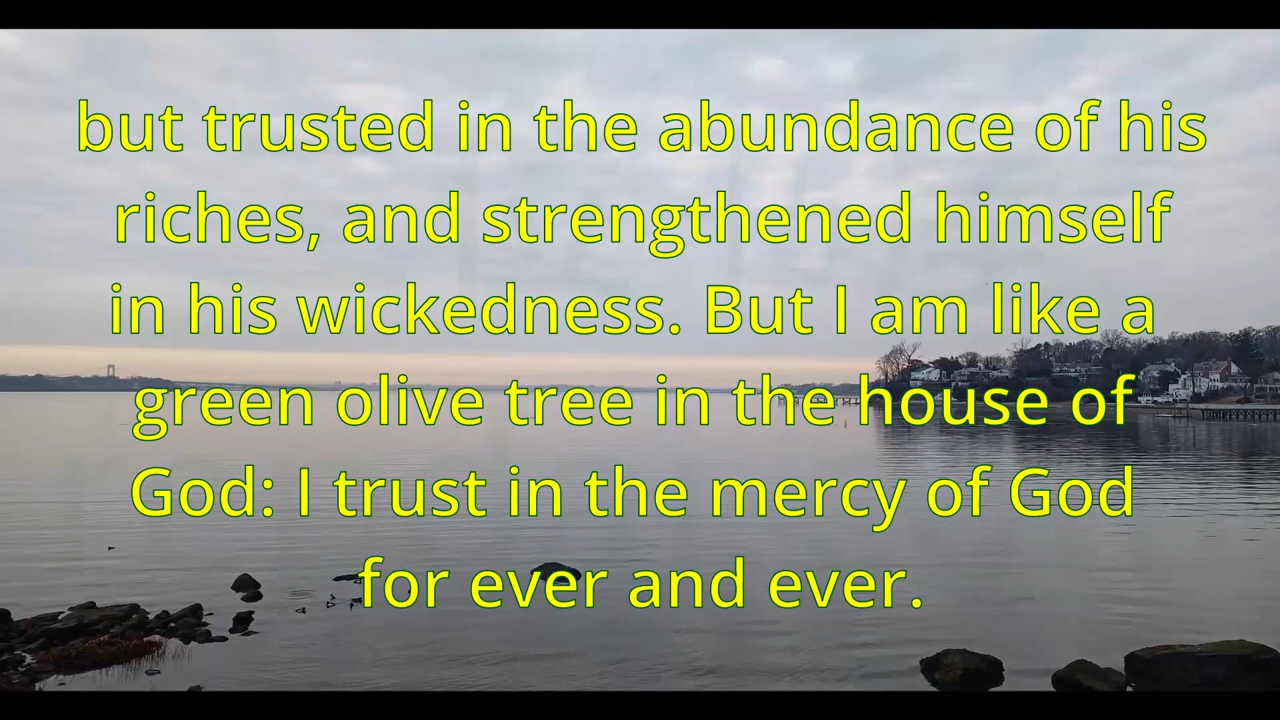 but trusted in the abundance of his
riches, and strengthened himself
in his wickedness. But I am like a
green olive tree in the house of
God: I trust in the mercy of God
for ever and ever.